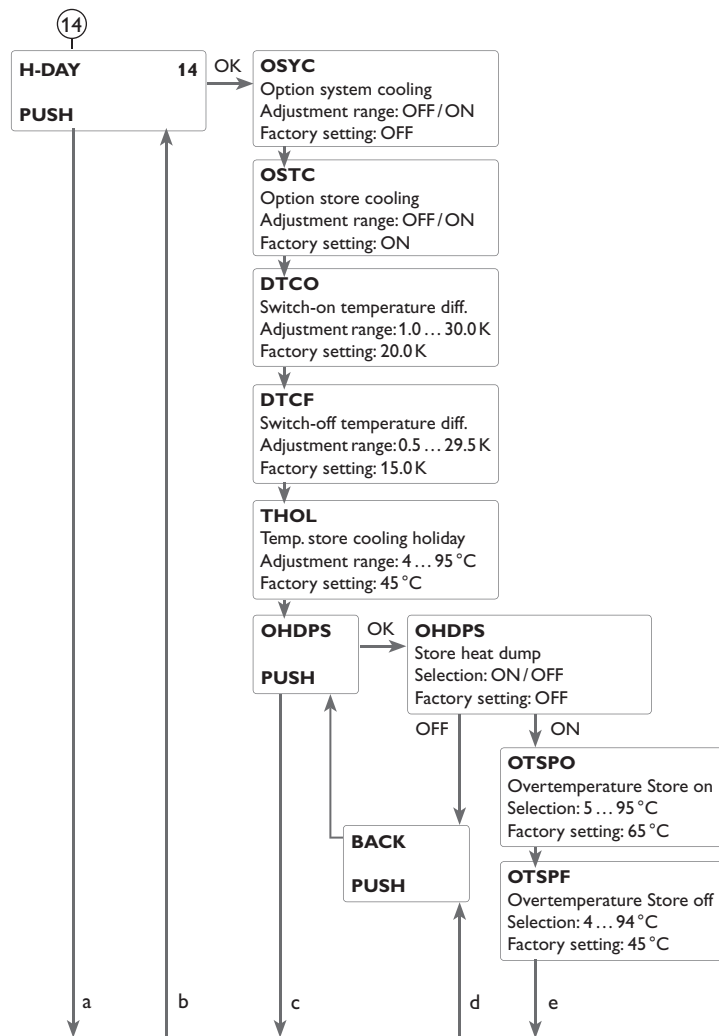 14
H-DAY 14
PUSH
OK
OSYC
Option system cooling
Adjustment range: OFF/ON
Factory setting: OFF
OSTC
Option store cooling
Adjustment range: OFF/ON
Factory setting: ON
DTCO
Switch-on temperature diff.
Adjustment range: 1.0 … 30.0 K
Factory setting: 20.0 K
DTCF
Switch-off temperature diff.
Adjustment range: 0.5 … 29.5 K
Factory setting: 15.0 K
THOL
Temp. store cooling holiday
Adjustment range: 4 … 95 °C
Factory setting: 45 °C
OHDPS
PUSH
OK
OHDPS
Store heat dump
Selection: ON/OFF
Factory setting: OFF
OFF
ON
OTSPO
Overtemperature Store on
Selection: 5 … 95 °C
Factory setting: 65 °C
BACK
PUSH
OTSPF
Overtemperature Store off
Selection: 4 … 94 °C
Factory setting: 45 °C
a
b
c
d
e